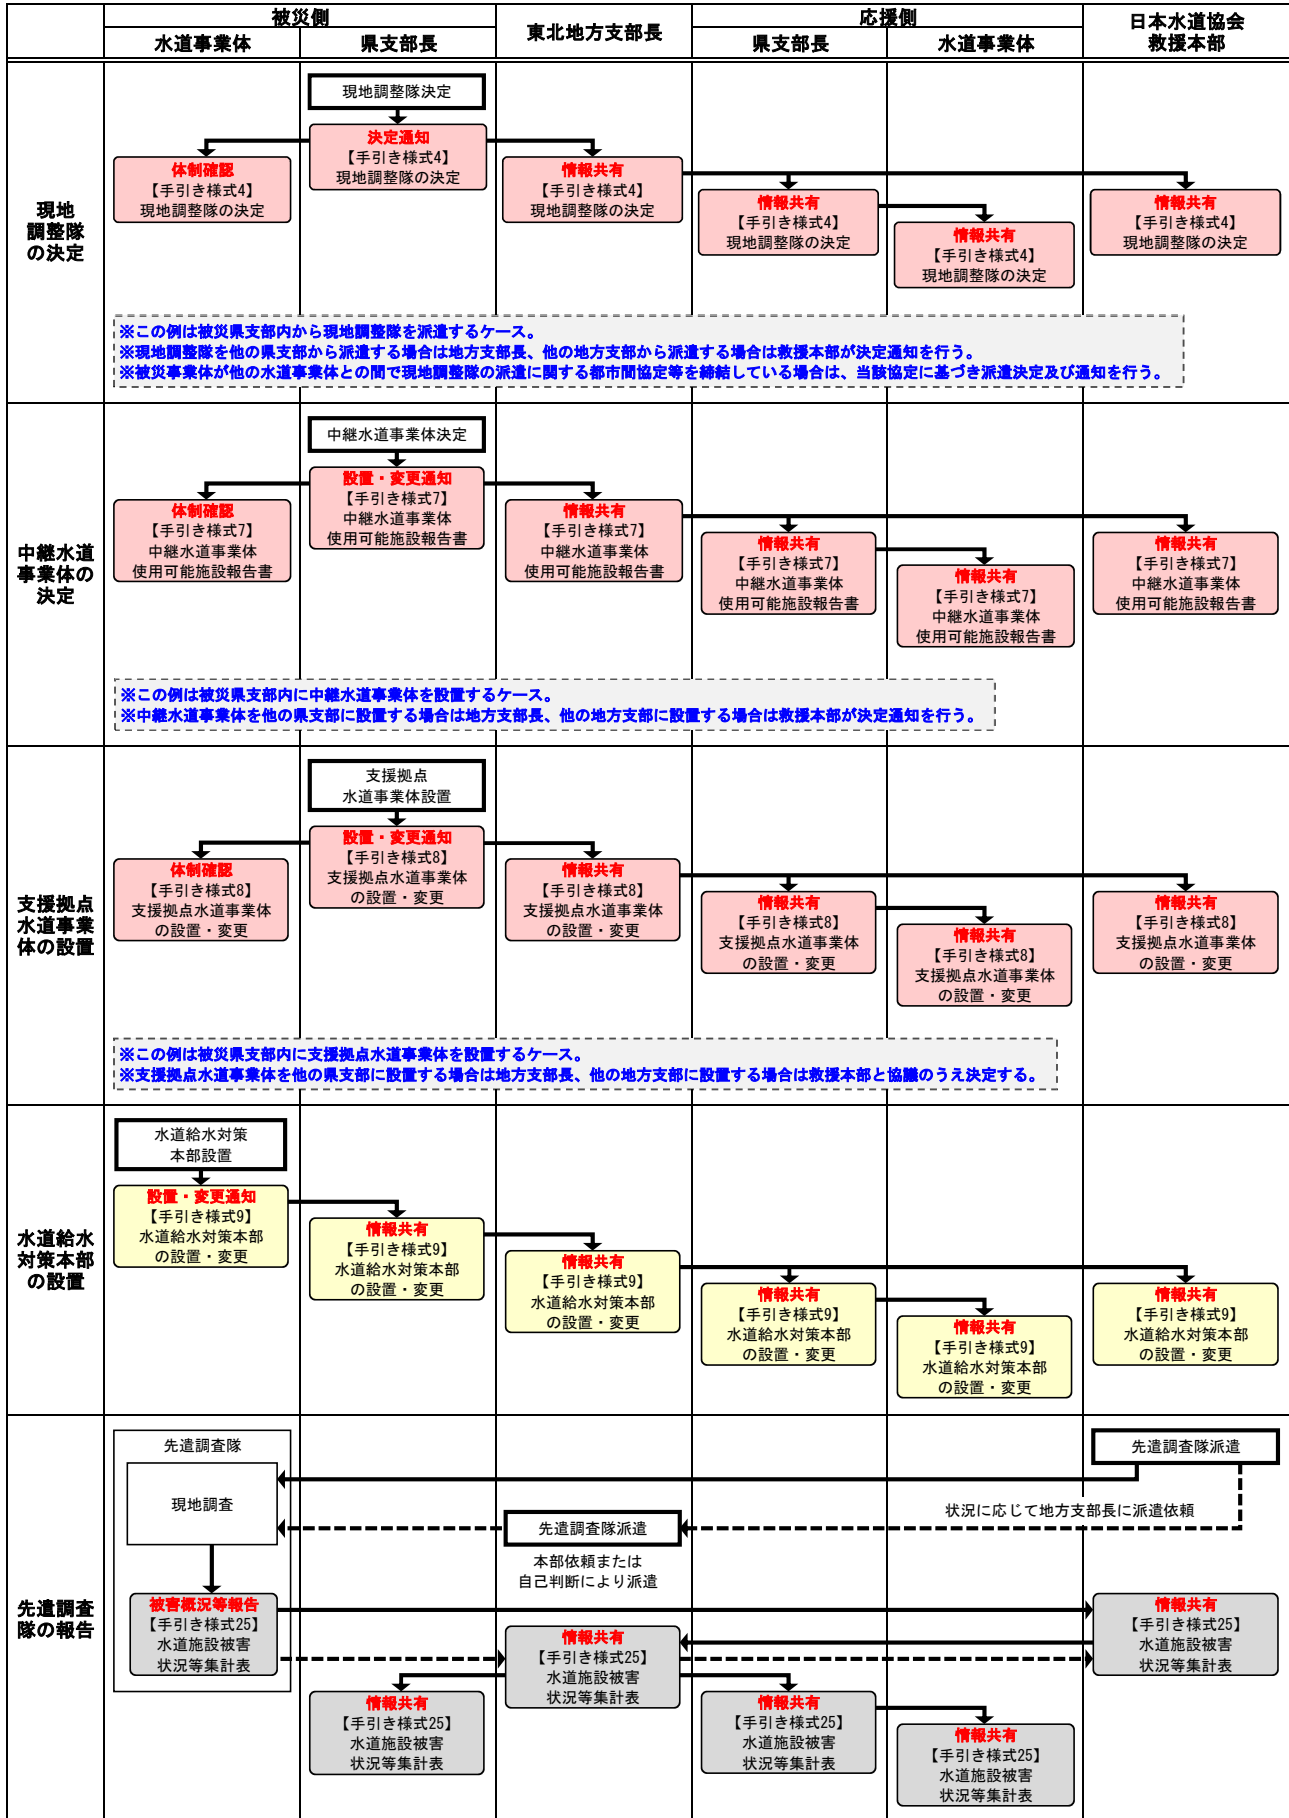 被災側
東北地方支部長
応援側
日本水道協会
救援本部
水道事業体
県支部長
県支部長
水道事業体
現地
調整隊
の決定
現地調整隊決定
決定通知
【手引き様式4】
現地調整隊の決定
体制確認
【手引き様式4】
現地調整隊の決定
情報共有
【手引き様式4】
現地調整隊の決定
情報共有
【手引き様式4】
現地調整隊の決定
情報共有
【手引き様式4】
現地調整隊の決定
情報共有
【手引き様式4】
現地調整隊の決定
※この例は被災県支部内から現地調整隊を派遣するケース。
※現地調整隊を他の県支部から派遣する場合は地方支部長、他の地方支部から派遣する場合は救援本部が決定通知を行う。
※被災事業体が他の水道事業体との間で現地調整隊の派遣に関する都市間協定等を締結している場合は、当該協定に基づき派遣決定及び通知を行う。
中継水道
事業体の
決定
中継水道事業体決定
設置・変更通知
【手引き様式7】
中継水道事業体
使用可能施設報告書
体制確認
【手引き様式7】
中継水道事業体
使用可能施設報告書
情報共有
【手引き様式7】
中継水道事業体
使用可能施設報告書
情報共有
【手引き様式7】
中継水道事業体
使用可能施設報告書
情報共有
【手引き様式7】
中継水道事業体
使用可能施設報告書
情報共有
【手引き様式7】
中継水道事業体
使用可能施設報告書
※この例は被災県支部内に中継水道事業体を設置するケース。
※中継水道事業体を他の県支部に設置する場合は地方支部長、他の地方支部に設置する場合は救援本部が決定通知を行う。
支援拠点
水道事業
体の設置
支援拠点
水道事業体設置
設置・変更通知
【手引き様式8】
支援拠点水道事業体
の設置・変更
体制確認
【手引き様式8】
支援拠点水道事業体
の設置・変更
情報共有
【手引き様式8】
支援拠点水道事業体
の設置・変更
情報共有
【手引き様式8】
支援拠点水道事業体
の設置・変更
情報共有
【手引き様式8】
支援拠点水道事業体
の設置・変更
情報共有
【手引き様式8】
支援拠点水道事業体
の設置・変更
※この例は被災県支部内に支援拠点水道事業体を設置するケース。
※支援拠点水道事業体を他の県支部に設置する場合は地方支部長、他の地方支部に設置する場合は救援本部と協議のうえ決定する。
水道給水
対策本部
の設置
水道給水対策
本部設置
設置・変更通知
【手引き様式9】
水道給水対策本部
の設置・変更
情報共有
【手引き様式9】
水道給水対策本部
の設置・変更
情報共有
【手引き様式9】
水道給水対策本部
の設置・変更
情報共有
【手引き様式9】
水道給水対策本部
の設置・変更
情報共有
【手引き様式9】
水道給水対策本部
の設置・変更
情報共有
【手引き様式9】
水道給水対策本部
の設置・変更
先遣調査
隊の報告
先遣調査隊
現地調査
先遣調査隊派遣
状況に応じて地方支部長に派遣依頼
先遣調査隊派遣
本部依頼または
自己判断により派遣
被害概況等報告
【手引き様式25】
水道施設被害
状況等集計表
情報共有
【手引き様式25】
水道施設被害
状況等集計表
情報共有
【手引き様式25】
水道施設被害
状況等集計表
情報共有
【手引き様式25】
水道施設被害
状況等集計表
情報共有
【手引き様式25】
水道施設被害
状況等集計表
情報共有
【手引き様式25】
水道施設被害
状況等集計表